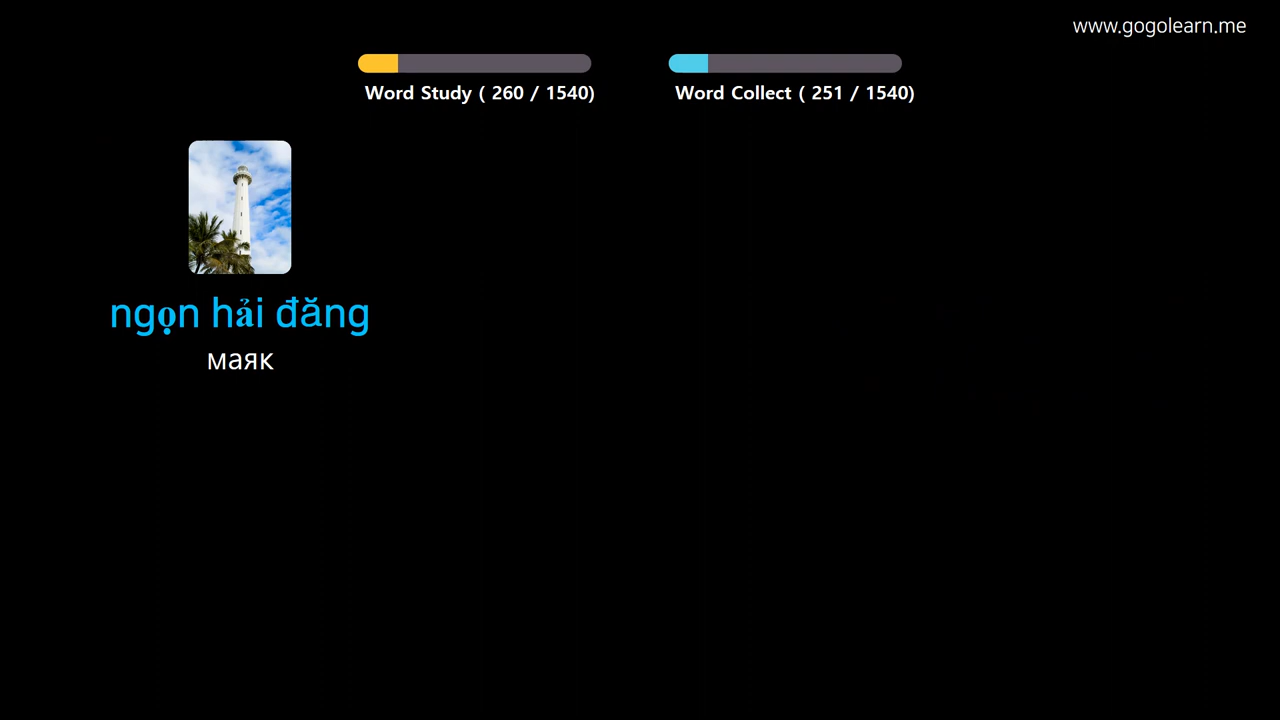 www.gogolearn.me
Word Study ( 260 / 1540)
Word Collect ( 251 / 1540)
ngọn hải đăng
маяк